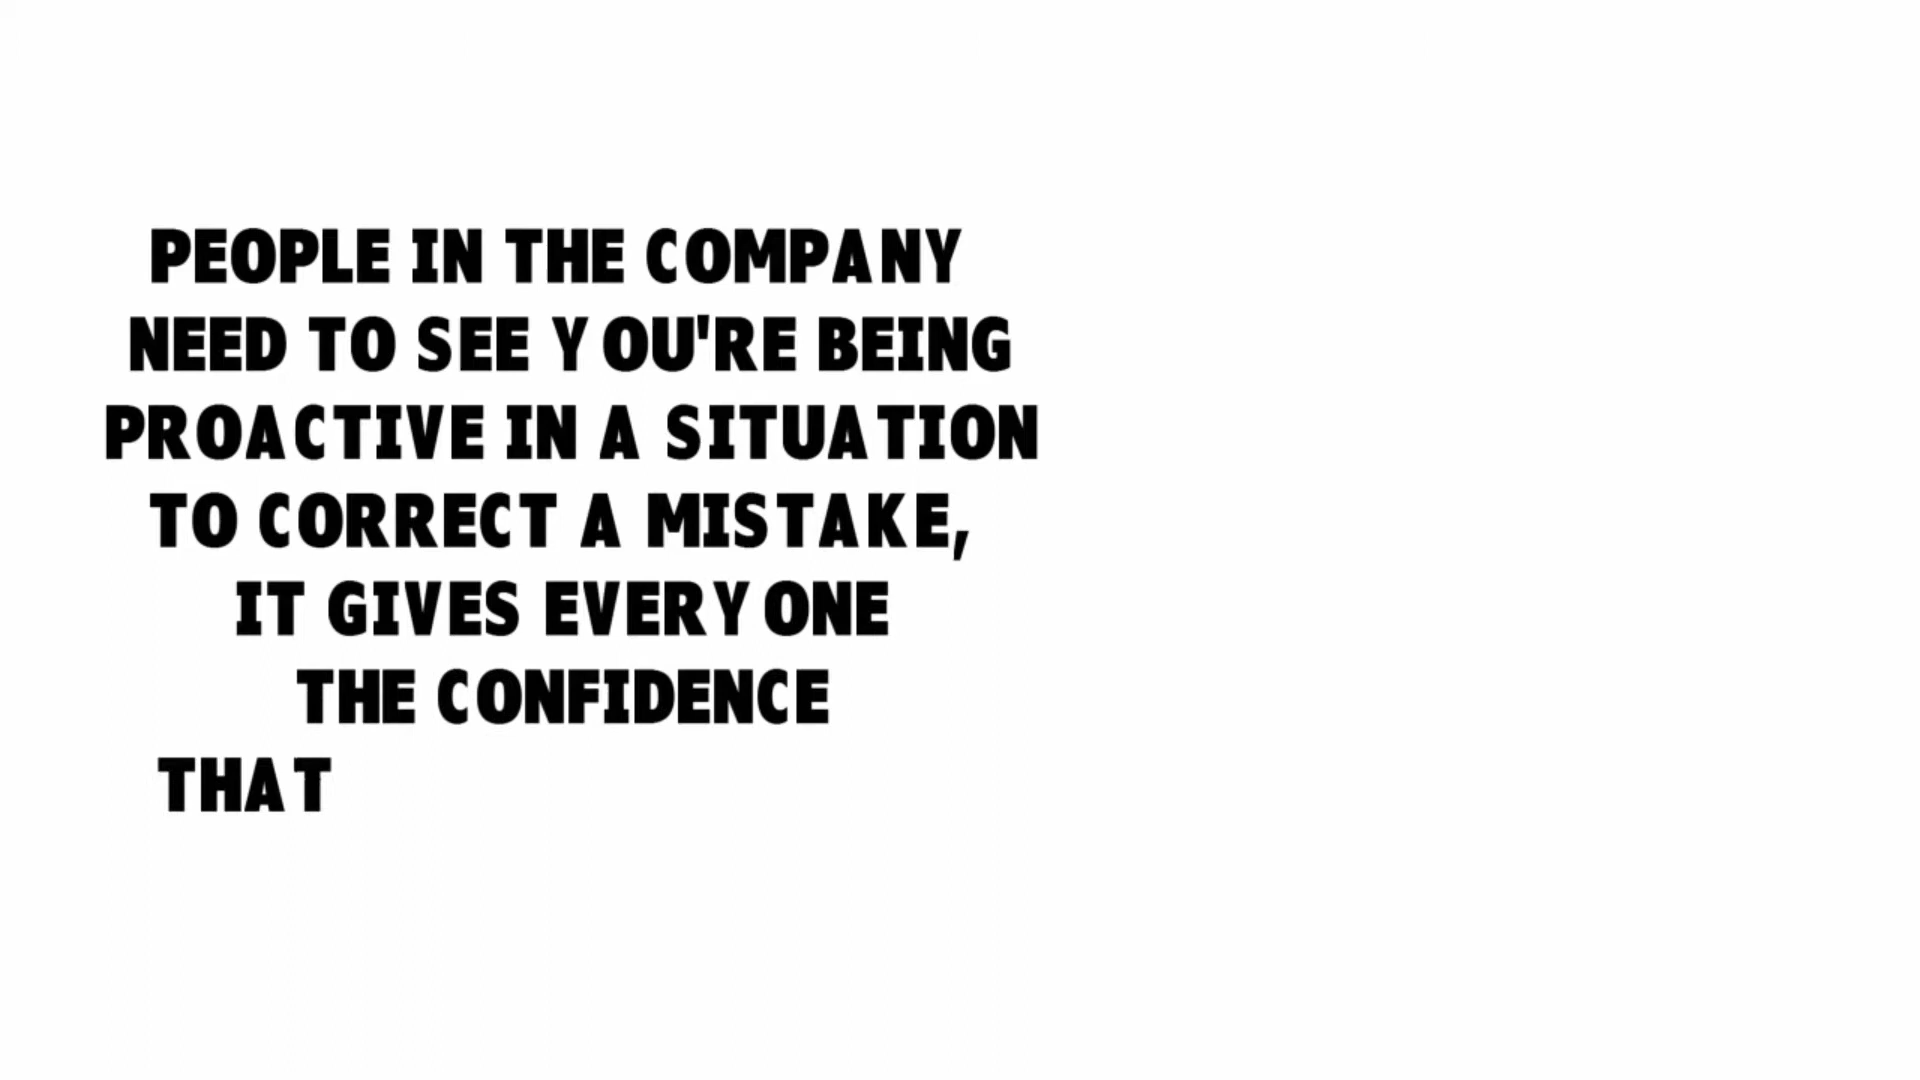 PEOPLE IN THE COMPANY
NEED TO SEE YOU'RE BEING
PROACTIVE IN A SITUATION
TO CORRECT A MISTAKE,
IT GIVES EVERYONE
THE CONFIDENCE
THAT